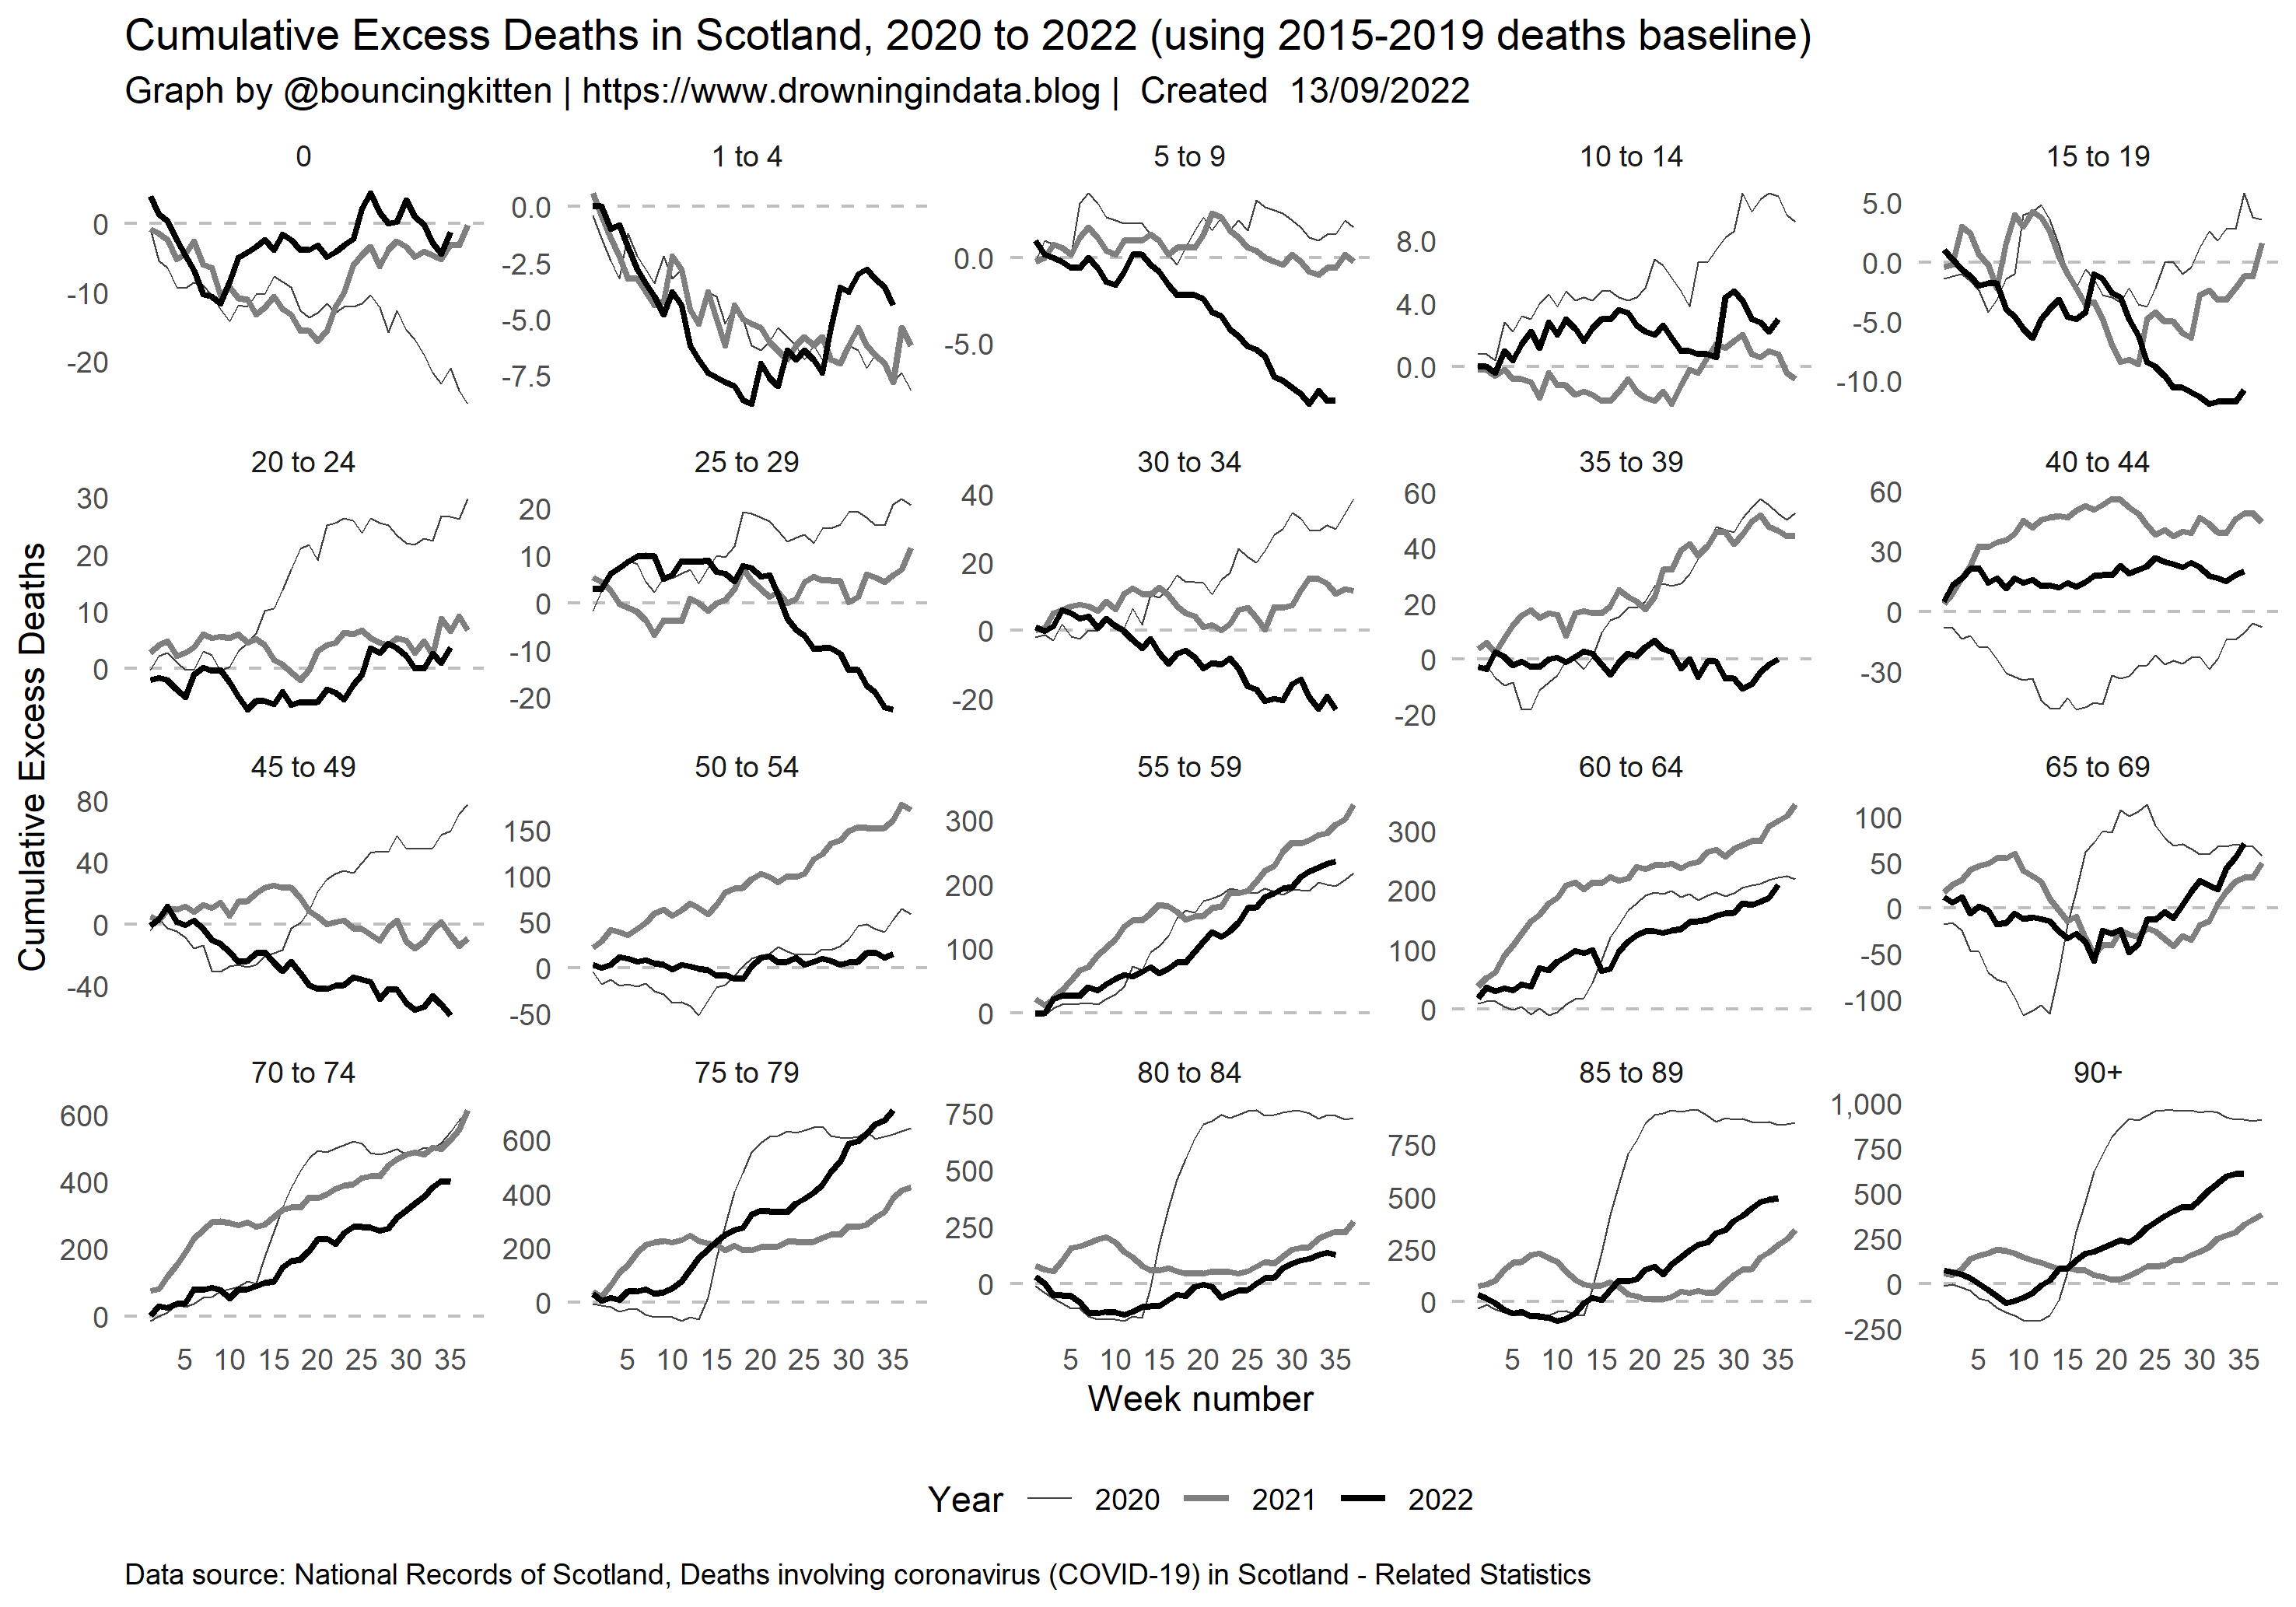 Cumulative Excess Deaths in Scotland, 2020 to 2022 (using 2015-2019 deaths baseline)
Graph by @bouncingkitten | https://www.drowningindata.blog | Created 13/09/2022
Cumulative Excess Deaths
0
0
-10
-20
1 to 4
0.0
-2.5
-5.0
-7.5
5 to 9
0.0
-5.0
10 to 14
8.0
4.0
0.0
15 to 19
5.0
0.0
-5.0
-10.0
20 to 24
30
20
10
0
25 to 29
20
10
0
-10
-20
30 to 34
40
20
0
-20
35 to 39
60
40
20
0
-20
40 to 44
60
30
0
-30
45 to 49
80
40
0
-40
50 to 54
150
100
50
0
-50
55 to 59
300
200
100
0
60 to 64
300
200
100
0
65 to 69
100
50
0
-50
-100
70 to 74
600
400
200
0
5 10 15 20 25 30 35
75 to 79
600
400
200
0
5 10 15 20 25 30 35
80 to 84
750
500
250
0
5 10 15 20 25 30 35
85 to 89
750
500
250
0
5 10 15 20 25 30 35
90+
1,000
750
500
250
0
-250
5 10 15 20 25 30 35
Week number
Year 2020 2021 2022
Data source: National Records of Scotland, Deaths involving coronavirus (COVID-19) in Scotland - Related Statistics